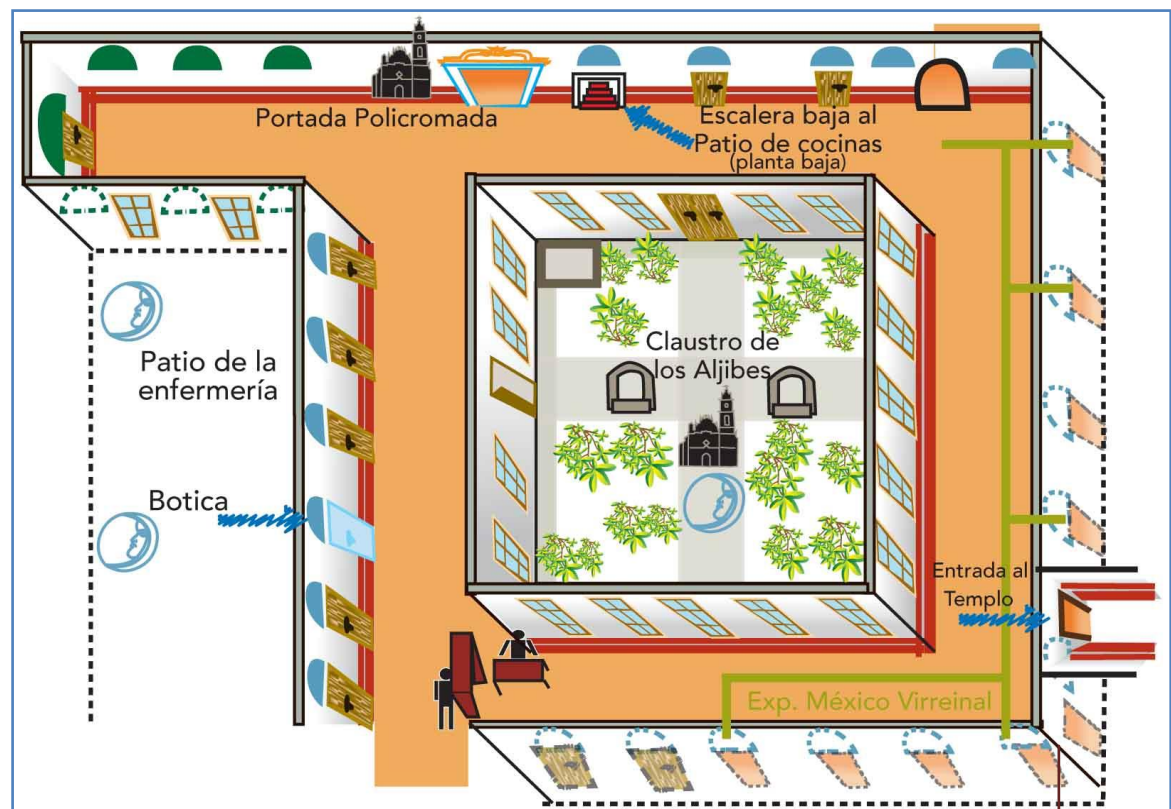 Portada Policromada
Escalera baja al
Patio de cocinas
(planta baja)
Claustro de
los Aljibes
Patio de la
enfermería
Botica
Entrada al
Templo
Exp. México Virreinal